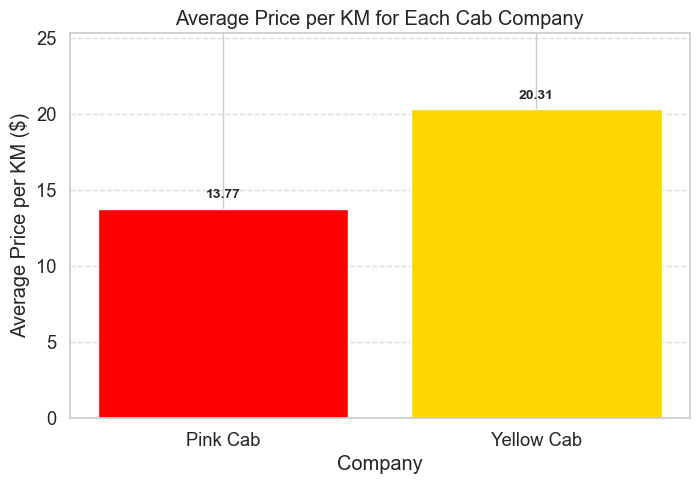 Average Price per KM for Each Cab Company
Average Price per KM ($)
25
20
15
10
5
0
13.77
20.31
Pink Cab
Yellow Cab
Company